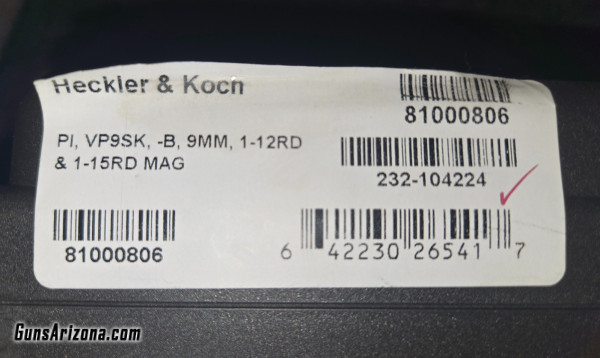 Heckler & Koch
81000806
PI, VP9SK, -B, 9MM, 1-12RD
& 1-15RD MAG
232-104224
81000806
6 42230 26541 7
GunsArizona.com